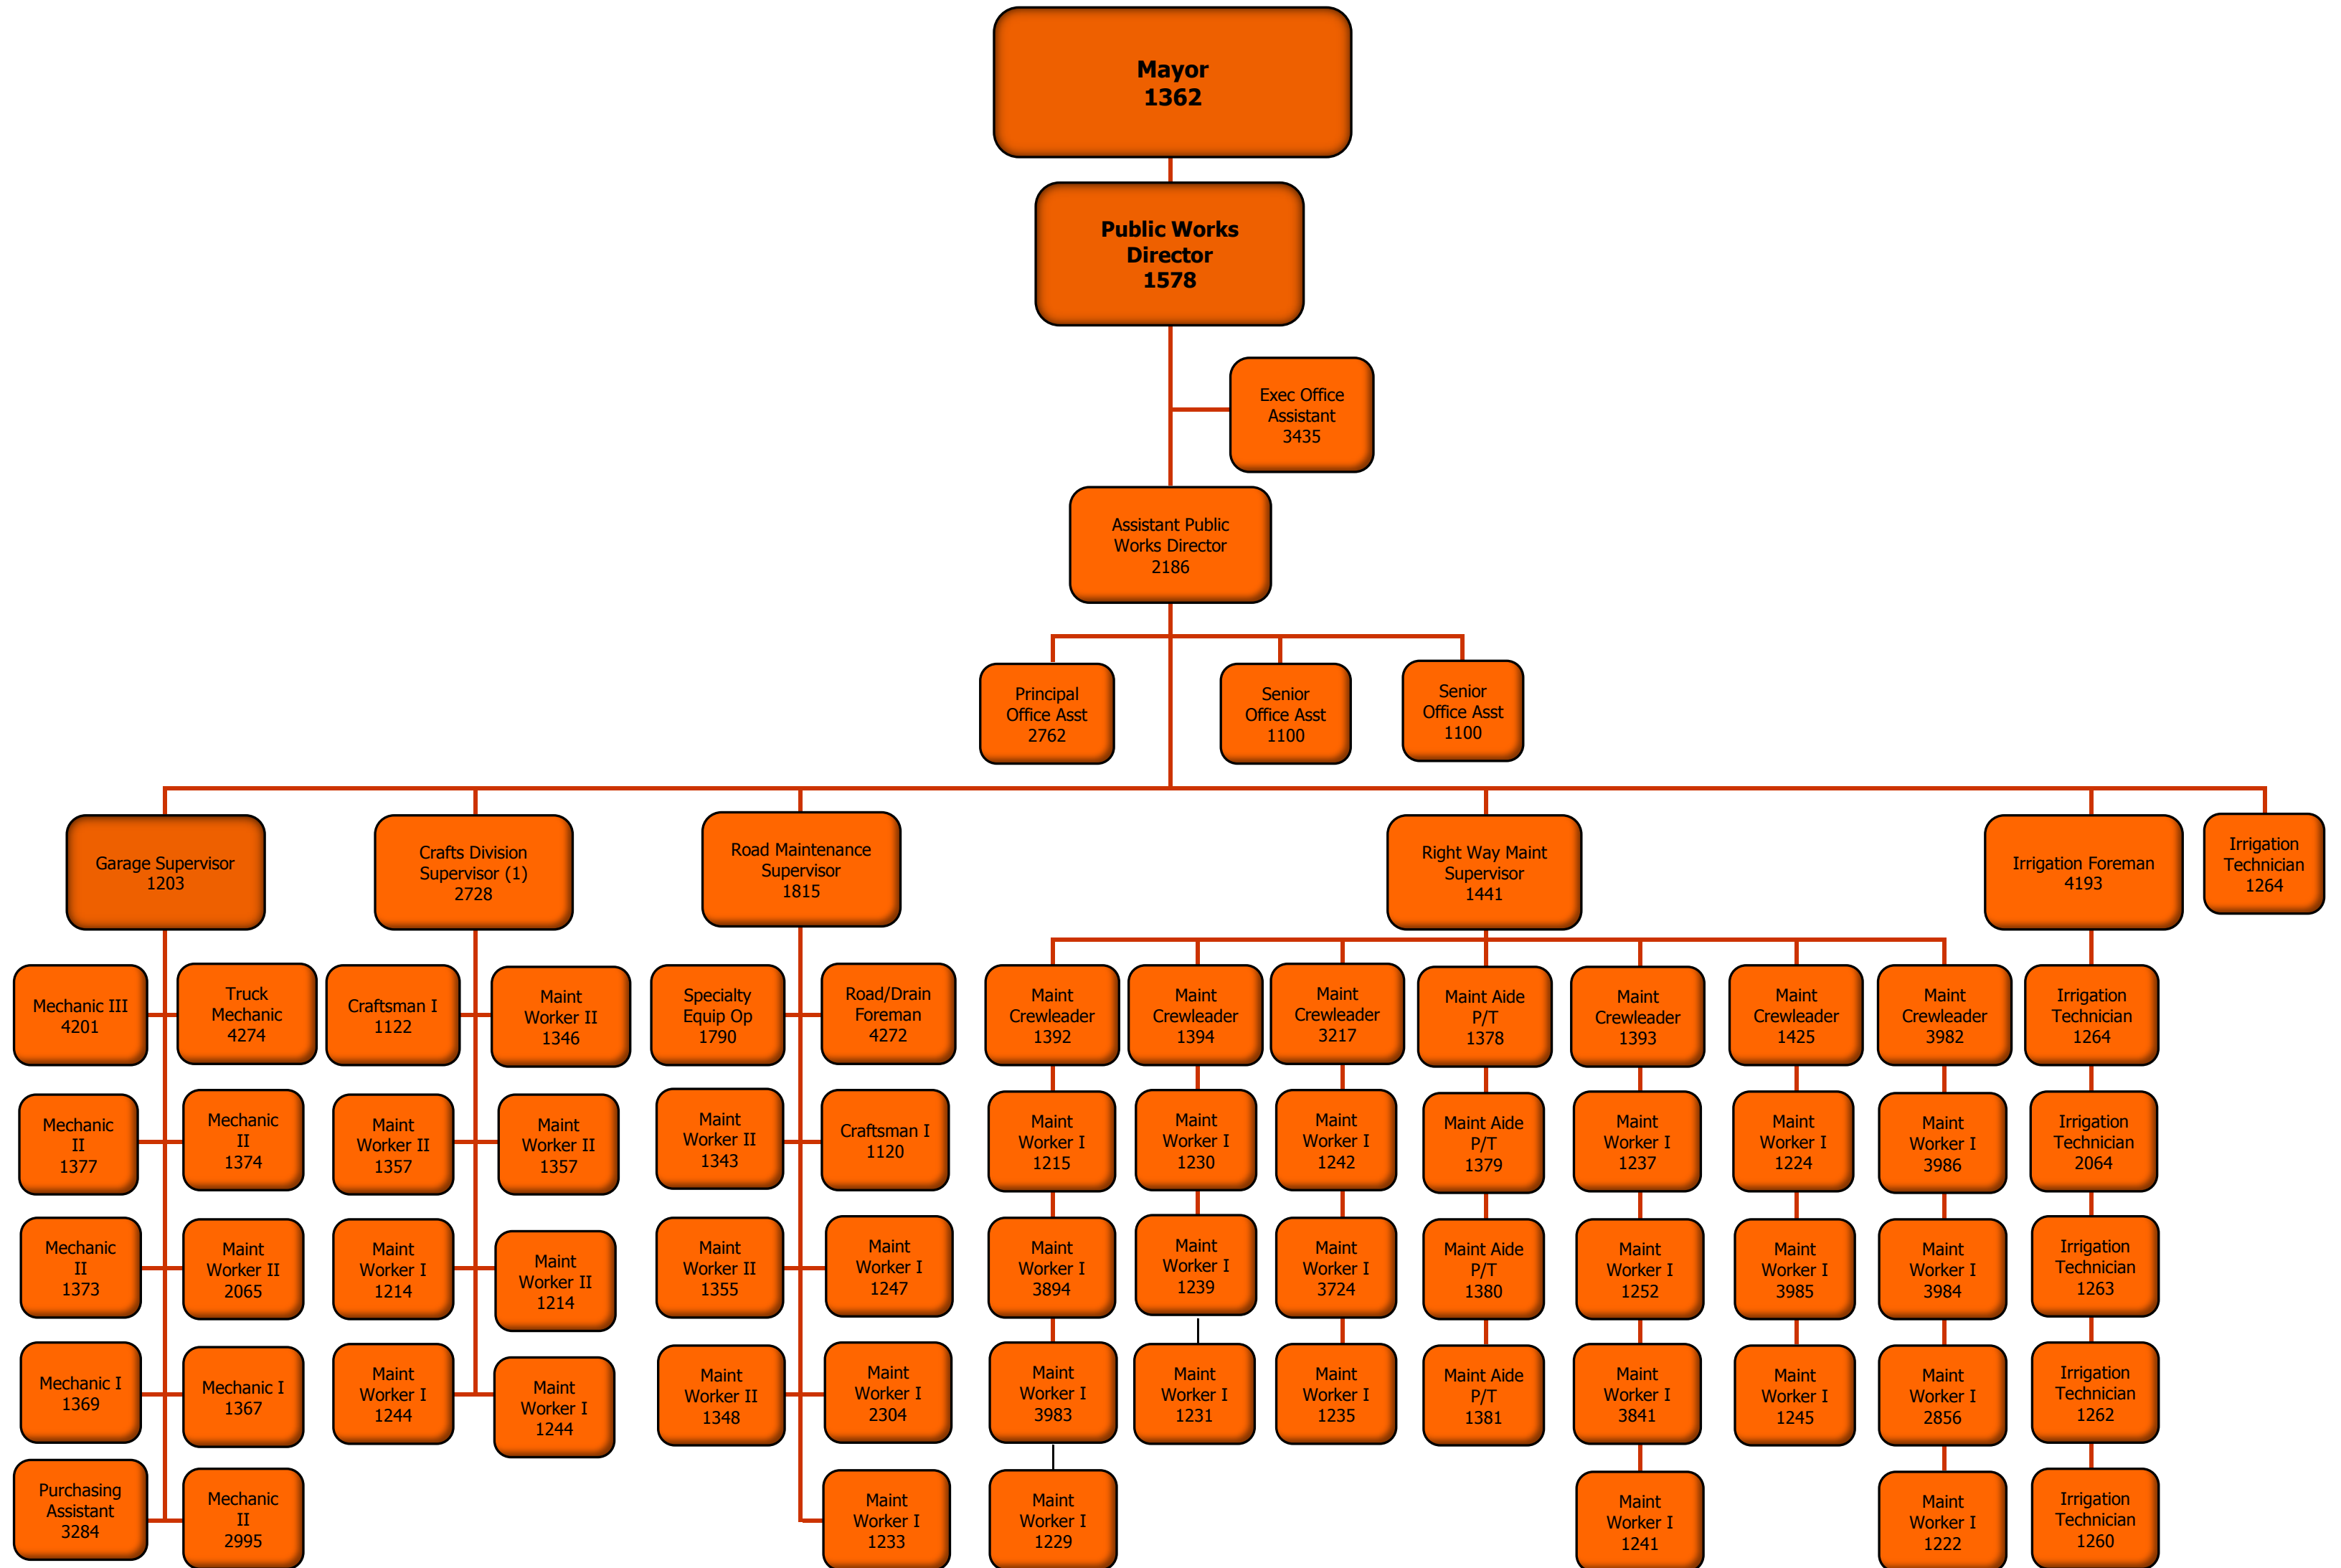 Mayor
1362
Public Works
Director
1578
Exec Office
Assistant
3435
Assistant Public
Works Director
2186
Principal
Office Asst
2762
Senior
Office Asst
1100
Senior
Office Asst
1100
Garage Supervisor
1203
Crafts Division
Supervisor (1)
2728
Road Maintenance
Supervisor
1815
Right Way Maint
Supervisor
1441
Irrigation Foreman
4193
Irrigation
Technician
1264
Mechanic III
4201
Truck
Mechanic
4274
Craftsman I
1122
Maint
Worker II
1346
Specialty
Equip Op
1790
Road/Drain
Foreman
4272
Maint
Crewleader
1392
Maint
Crewleader
1394
Maint
Crewleader
3217
Maint Aide
P/T
1378
Maint
Crewleader
1393
Maint
Crewleader
1425
Maint
Crewleader
3982
Irrigation
Technician
1264
Mechanic
II
1377
Mechanic
II
1374
Maint
Worker II
1357
Maint
Worker II
1357
Maint
Worker II
1343
Craftsman I
1120
Maint
Worker I
1215
Maint
Worker I
1230
Maint
Worker I
1242
Maint Aide
P/T
1379
Maint
Worker I
1237
Maint
Worker I
1224
Maint
Worker I
3986
Irrigation
Technician
2064
Mechanic
II
1373
Maint
Worker II
2065
Maint
Worker I
1214
Maint
Worker II
1214
Maint
Worker II
1355
Maint
Worker I
1247
Maint
Worker I
3894
Maint
Worker I
1239
Maint
Worker I
3724
Maint Aide
P/T
1380
Maint
Worker I
1252
Maint
Worker I
3985
Maint
Worker I
3984
Irrigation
Technician
1263
Mechanic I
1369
Mechanic I
1367
Maint
Worker I
1244
Maint
Worker I
1244
Maint
Worker II
1348
Maint
Worker I
2304
Maint
Worker I
3983
Maint
Worker I
1231
Maint
Worker I
1235
Maint Aide
P/T
1381
Maint
Worker I
3841
Maint
Worker I
1245
Maint
Worker I
2856
Irrigation
Technician
1262
Purchasing
Assistant
3284
Mechanic
II
2995
Maint
Worker I
1233
Maint
Worker I
1229
Maint
Worker I
1241
Maint
Worker I
1222
Irrigation
Technician
1260